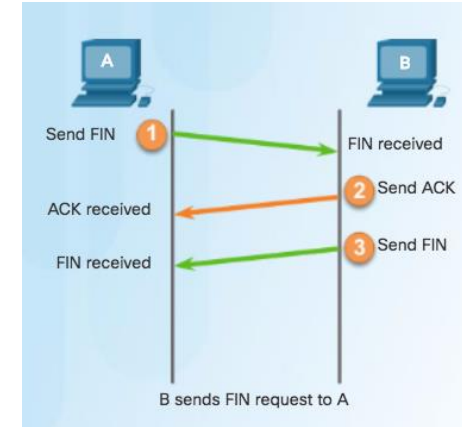 A
B
Send FIN 1
FIN received
2 Send ACK
ACK received
3 Send FIN
FIN received
B sends FIN request to A